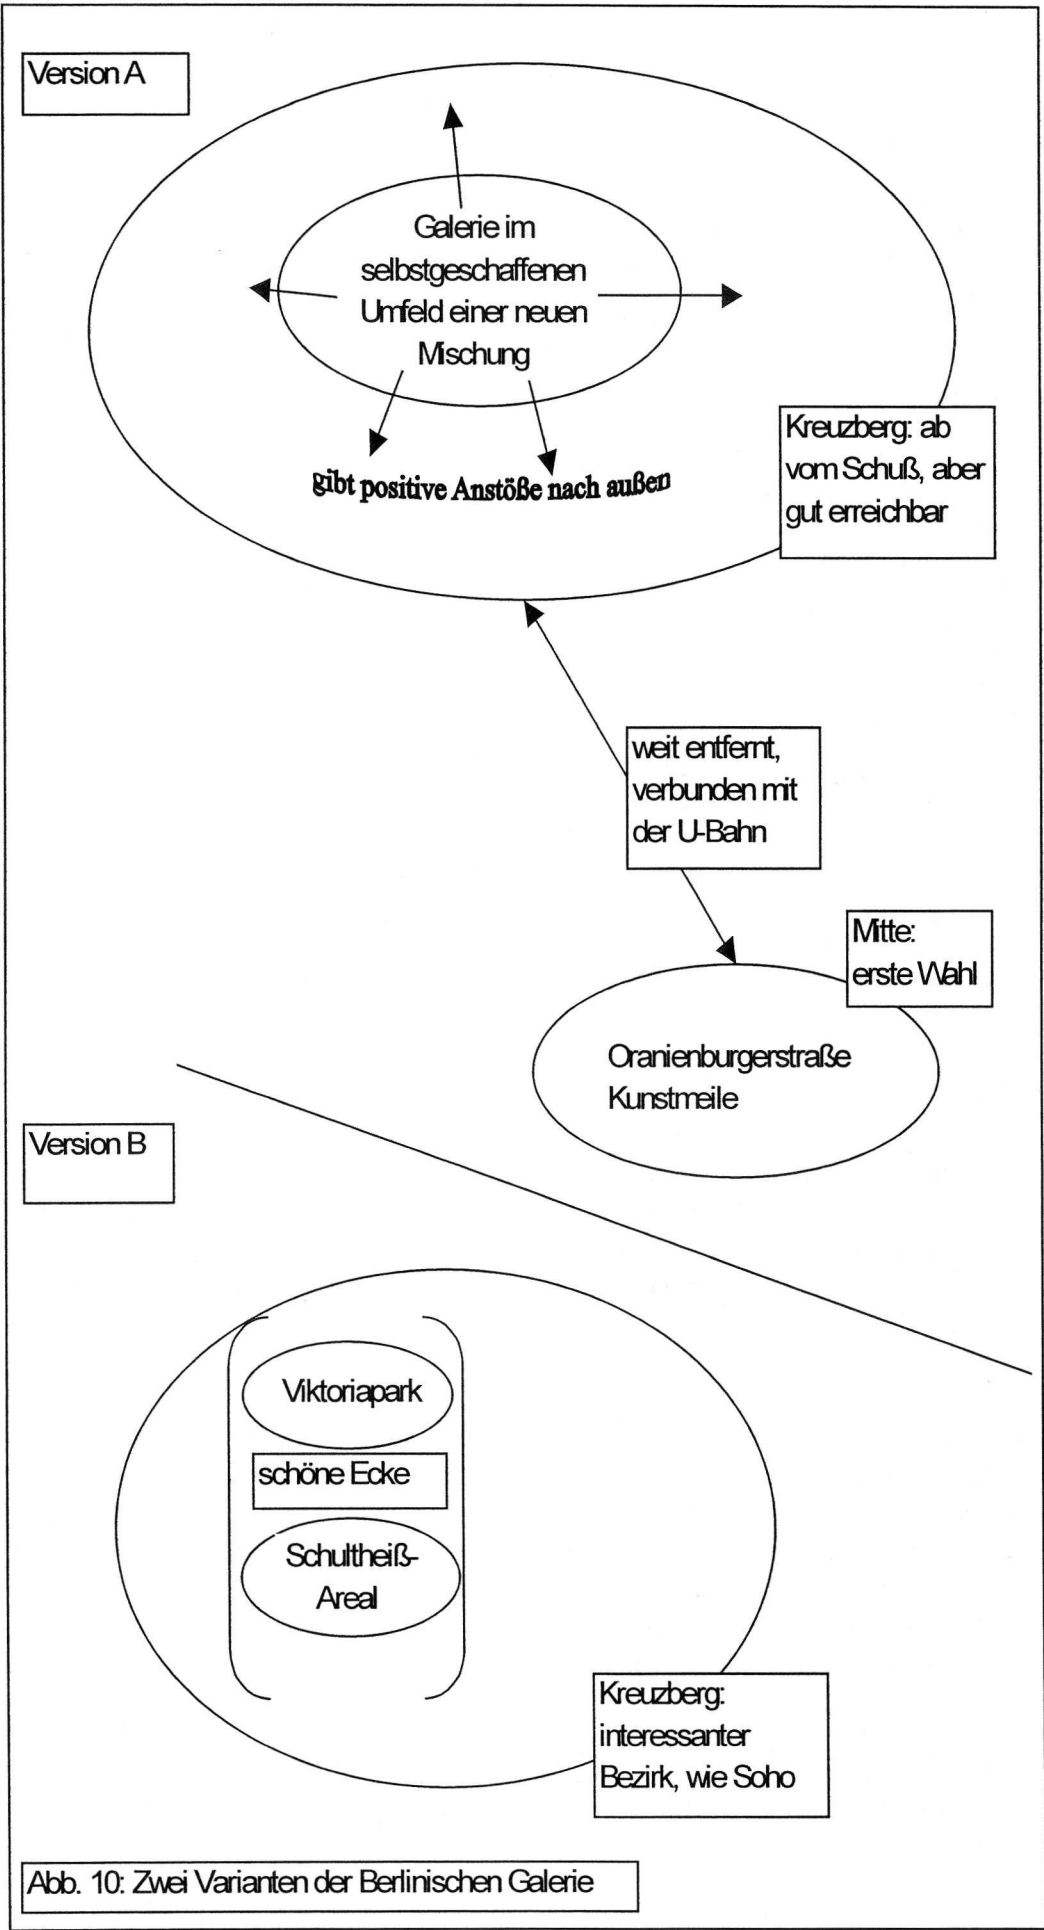 Version A
Galerie im
selbstgeschaffenen
Umfeld einer neuen
Mischung
gibt positive Anstöße nach außen
Kreuzberg: ab
vom Schuß, aber
gut erreichbar
weit entfernt,
verbunden mit
der U-Bahn
Mitte:
erste Wahl
Oranienburgerstraße
Kunstmeile
Version B
Viktoriapark
schöne Ecke
Schultheiß-
Areal
Kreuzberg:
interessanter
Bezirk, wie Soho
Abb. 10: Zwei Varianten der Berlinischen Galerie